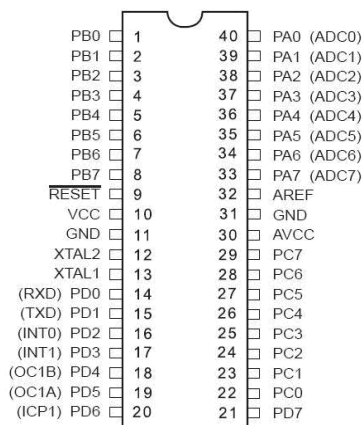 PB0 1 40 PA0 (ADC0)
PB1 2 39 PA1 (ADC1)
PB2 3 38 PA2 (ADC2)
PB3 4 37 PA3 (ADC3)
PB4 5 36 PA4 (ADC4)
PB5 6 35 PA5 (ADC5)
PB6 7 34 PA6 (ADC6)
PB7 8 33 PA7 (ADC7)
RESET 9 32 AREF
VCC 10 31 GND
GND 11 30 AVCC
XTAL2 12 29 PC7
XTAL1 13 28 PC6
(RXD) PD0 14 27 PC5
(TXD) PD1 15 26 PC4
(INT0) PD2 16 25 PC3
(INT1) PD3 17 24 PC2
(OC1B) PD4 18 23 PC1
(OC1A) PD5 19 22 PC0
(ICP1) PD6 20 21 PD7